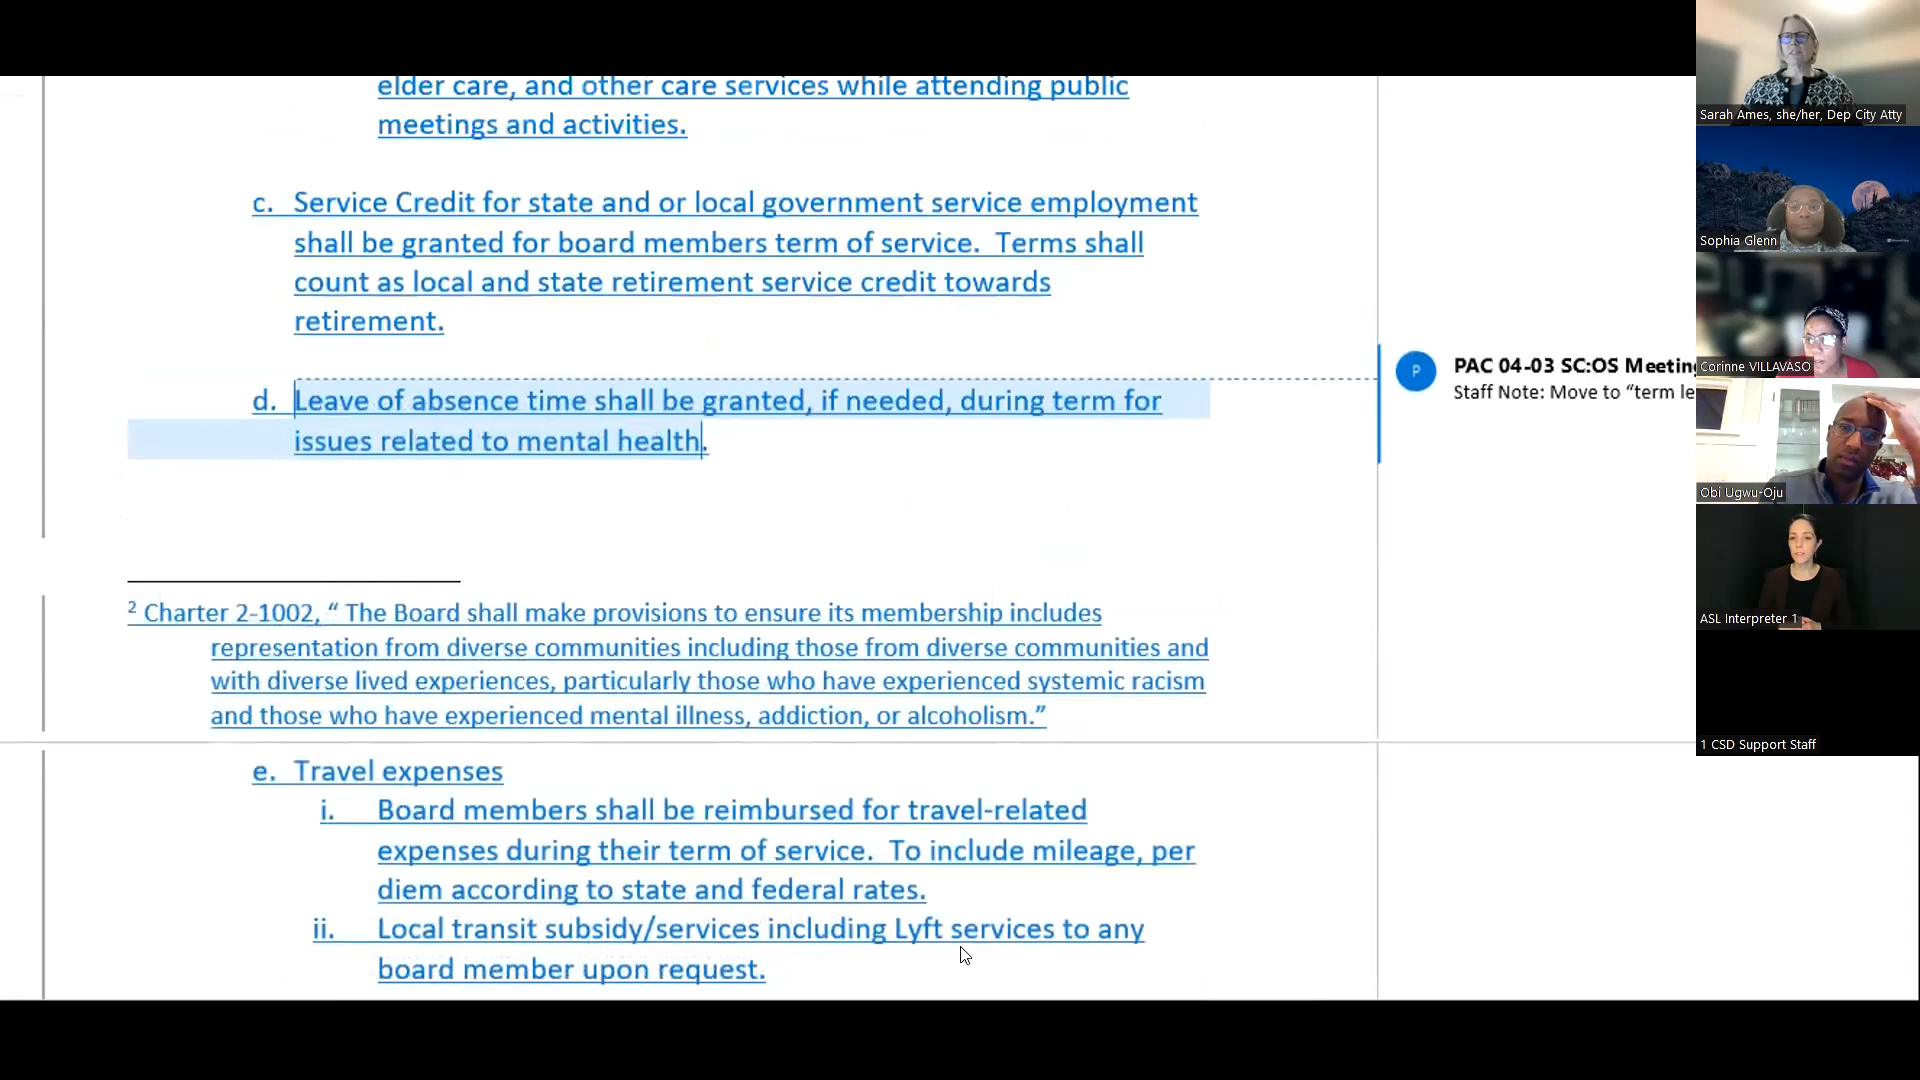 elder care, and other care services while attending public
meetings and activities.
c. Service Credit for state and or local government service employment
shall be granted for board members term of service.  Terms shall
count as local and state retirement service credit towards
retirement.
d. Leave of absence time shall be granted, if needed, during term for
issues related to mental health.
P
PAC 04-03 SC:OS Meeting
Staff Note: Move to “term le
2 Charter 2-1002, “ The Board shall make provisions to ensure its membership includes
representation from diverse communities including those from diverse communities and
with diverse lived experiences, particularly those who have experienced systemic racism
and those who have experienced mental illness, addiction, or alcoholism.”
e. Travel expenses
i. Board members shall be reimbursed for travel-related
expenses during their term of service.  To include mileage, per
diem according to state and federal rates.
ii. Local transit subsidy/services including Lyft services to any
board member upon request.
Sarah Ames, she/her, Dep City Atty
Sophia Glenn
Corinne VILLAVASO
Obi Ugwu-Oju
ASL Interpreter 1
1 CSD Support Staff